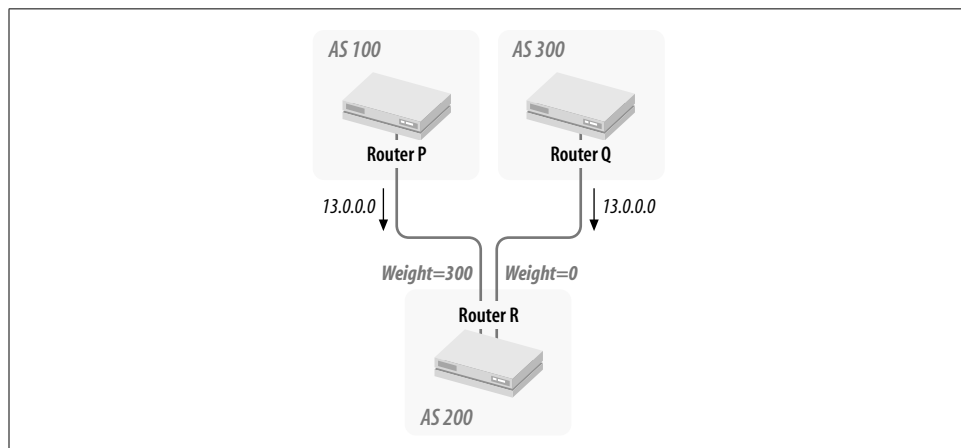 AS 100
AS 300
Router P
Router Q
13.0.0.0
13.0.0.0
Weight=300
Weight=0
Router R
AS 200